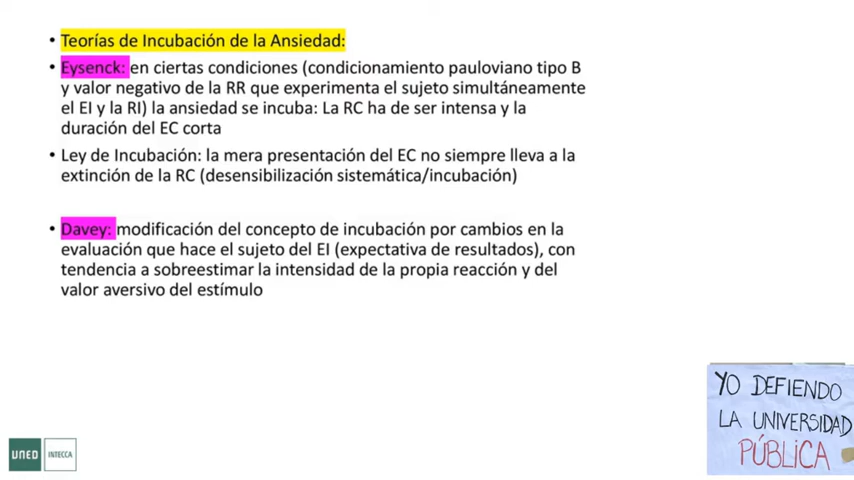 • Teorías de Incubación de la Ansiedad:
• Eysenck: en ciertas condiciones (condicionamiento pauloviano tipo B
y valor negativo de la RR que experimenta el sujeto simultáneamente
el EI y la RI) la ansiedad se incuba: La RC ha de ser intensa y la
duración del EC corta
• Ley de Incubación: la mera presentación del EC no siempre lleva a la
extinción de la RC (desensibilización sistemática/incubación)
• Davey: modificación del concepto de incubación por cambios en la
evaluación que hace el sujeto del EI (expectativa de resultados), con
tendencia a sobreestimar la intensidad de la propia reacción y del
valor aversivo del estímulo
YO DEFIENDO
LA UNIVERSIDAD
PÚBLICA
UNED INTECCA